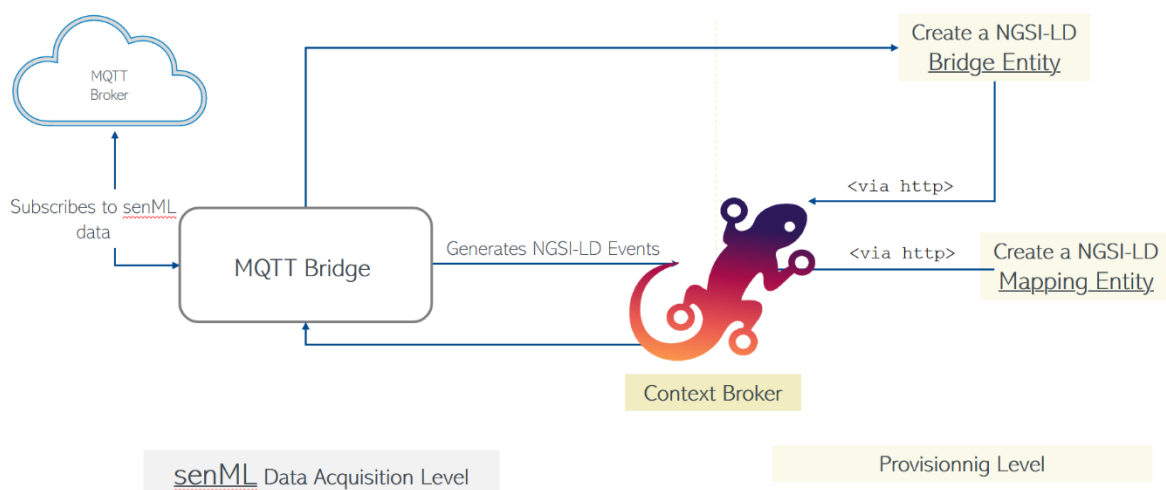 MQTT
Broker
Subscribes to senML
data
MQTT Bridge
Generates NGSI-LD Events
Create a NGSI-LD
Bridge Entity
<via http>
<via http>
Create a NGSI-LD
Mapping Entity
Context Broker
senML Data Acquisition Level
Provisionnig Level